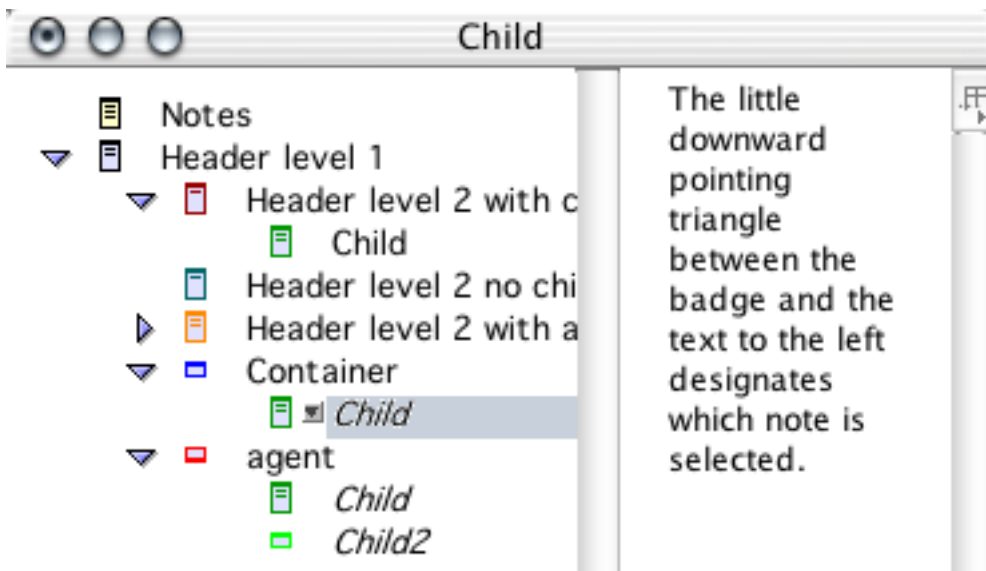 Child
Notes
Header level 1
Header level 2 with c
Child
Header level 2 no chi
Header level 2 with a
Container
Child
agent
Child
Child2
The little
downward
pointing
triangle
between the
badge and the
text to the left
designates
which note is
selected.